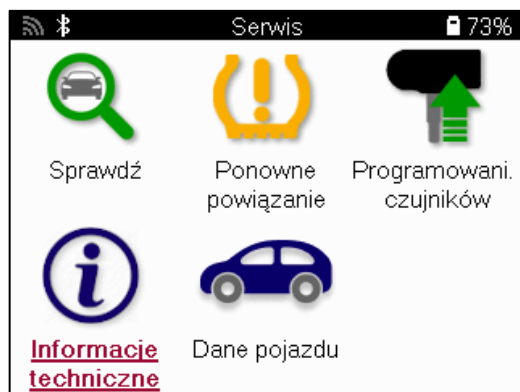 Serwis
73%
Sprawdź
Ponowne
powiązanie
Programowani.
czujników
Informacje
techniczne
Dane pojazdu